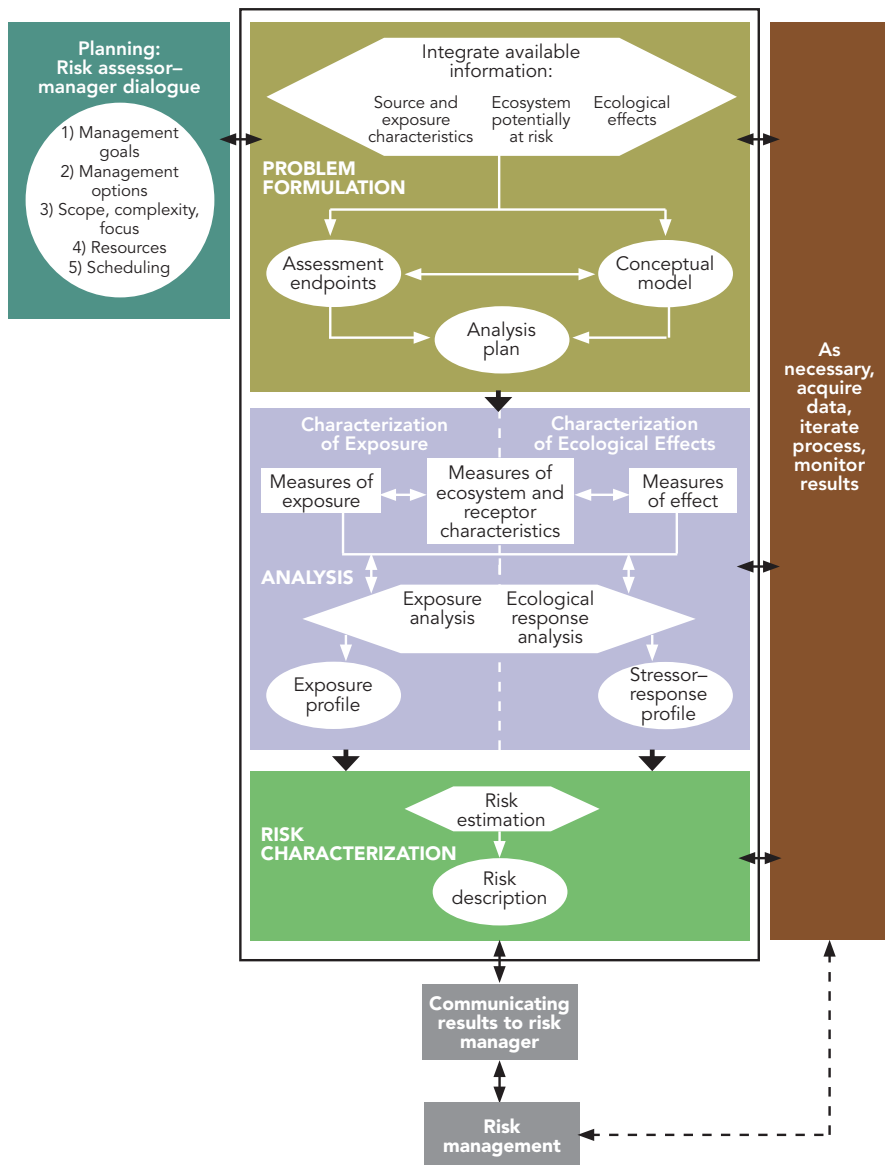 Planning:
Risk assessor–
manager dialogue
1) Management
goals
2) Management
options
3) Scope, complexity,
focus
4) Resources
5) Scheduling
Integrate available
information:
Source and
exposure
characteristics
Ecosystem
potentially
at risk
Ecological
effects
PROBLEM
FORMULATION
Assessment
endpoints
Conceptual
model
Analysis
plan
Characterization
of Exposure
Characterization
of Ecological Effects
Measures of
exposure
Measures of
ecosystem and
receptor
characteristics
Measures
of effect
ANALYSIS
Exposure
analysis
Ecological
response
analysis
Exposure
profile
Stressor–
response
profile
RISK
CHARACTERIZATION
Risk
estimation
Risk
description
As
necessary,
acquire
data,
iterate
process,
monitor
results
Communicating
results to risk
manager
Risk
management